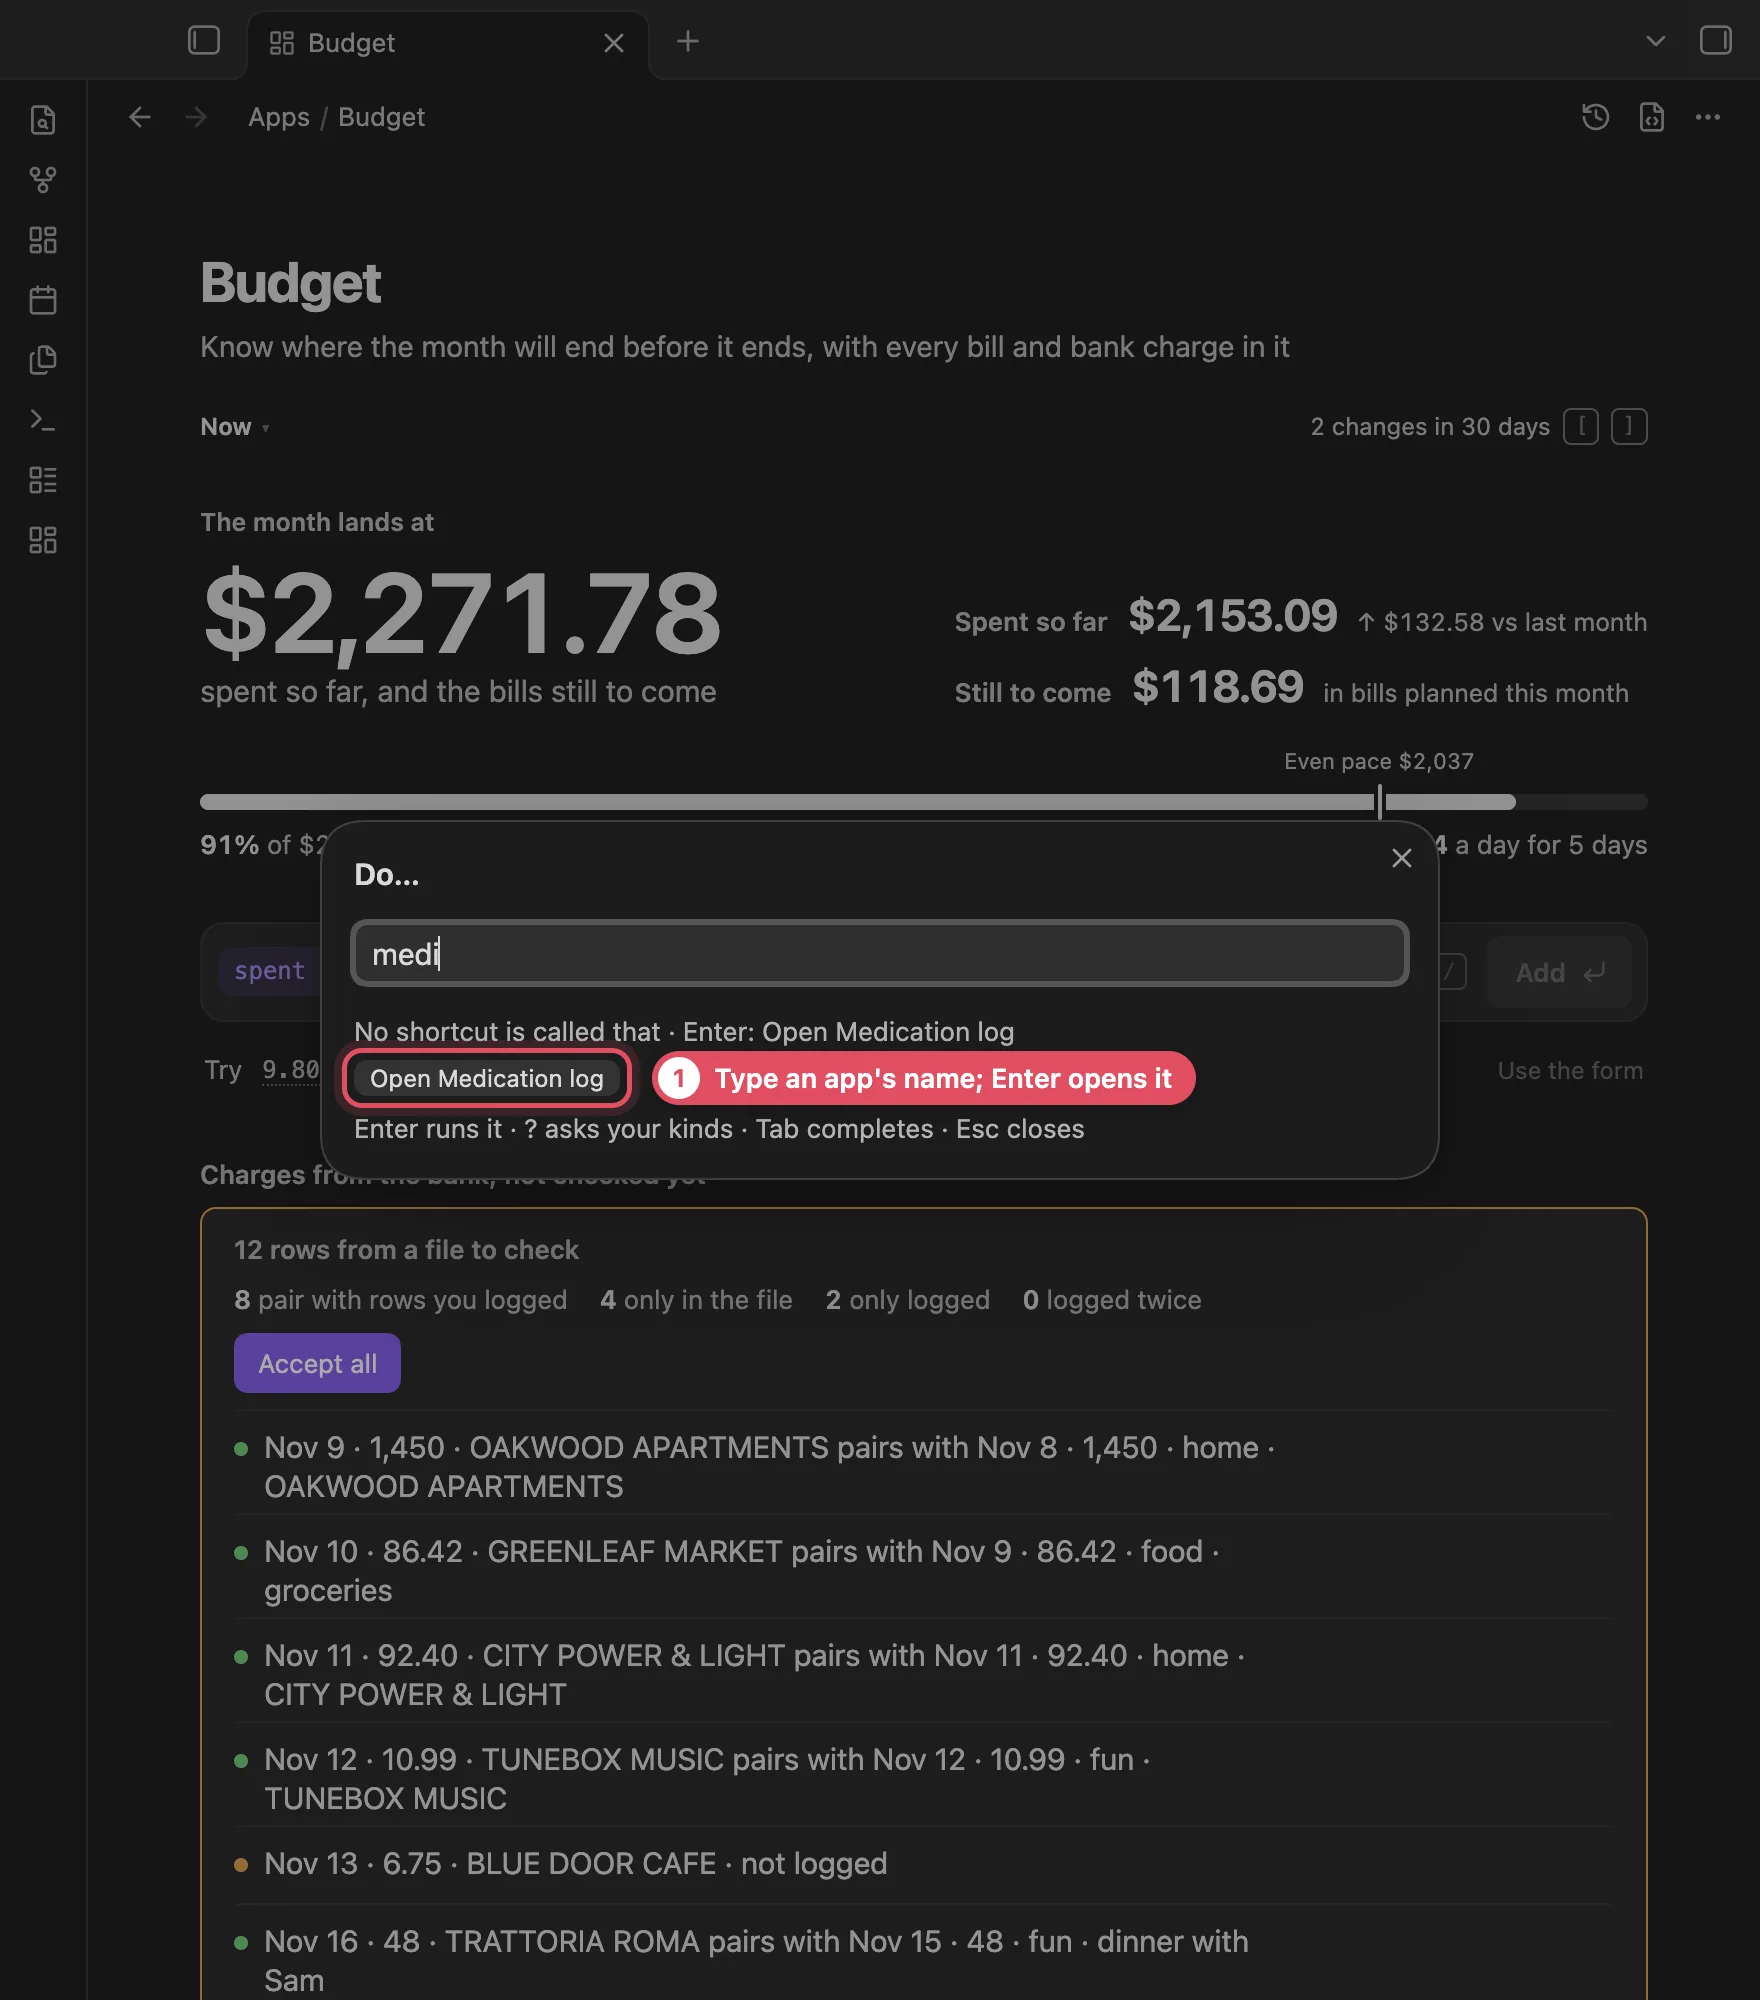 Budget
Apps / Budget
Budget
Know where the month will end before it ends, with every bill and bank charge in it
Now
2 changes in 30 days [ ]
The month lands at
$2,271.78
spent so far, and the bills still to come
Spent so far $2,153.09 ↑ $132.58 vs last month
Still to come $118.69 in bills planned this month
Even pace $2,037
91% of $2
4 a day for 5 days
Do...
medi
spent
/
Add
No shortcut is called that · Enter: Open Medication log
Try 9.80
Open Medication log
1 Type an app's name; Enter opens it
Use the form
Enter runs it · ? asks your kinds · Tab completes · Esc closes
Charges from the bank, not checked yet
12 rows from a file to check
8 pair with rows you logged 4 only in the file 2 only logged 0 logged twice
Accept all
Nov 9 · 1,450 · OAKWOOD APARTMENTS pairs with Nov 8 · 1,450 · home ·
OAKWOOD APARTMENTS
Nov 10 · 86.42 · GREENLEAF MARKET pairs with Nov 9 · 86.42 · food ·
groceries
Nov 11 · 92.40 · CITY POWER & LIGHT pairs with Nov 11 · 92.40 · home ·
CITY POWER & LIGHT
Nov 12 · 10.99 · TUNEBOX MUSIC pairs with Nov 12 · 10.99 · fun ·
TUNEBOX MUSIC
Nov 13 · 6.75 · BLUE DOOR CAFE · not logged
Nov 16 · 48 · TRATTORIA ROMA pairs with Nov 15 · 48 · fun · dinner with
Sam